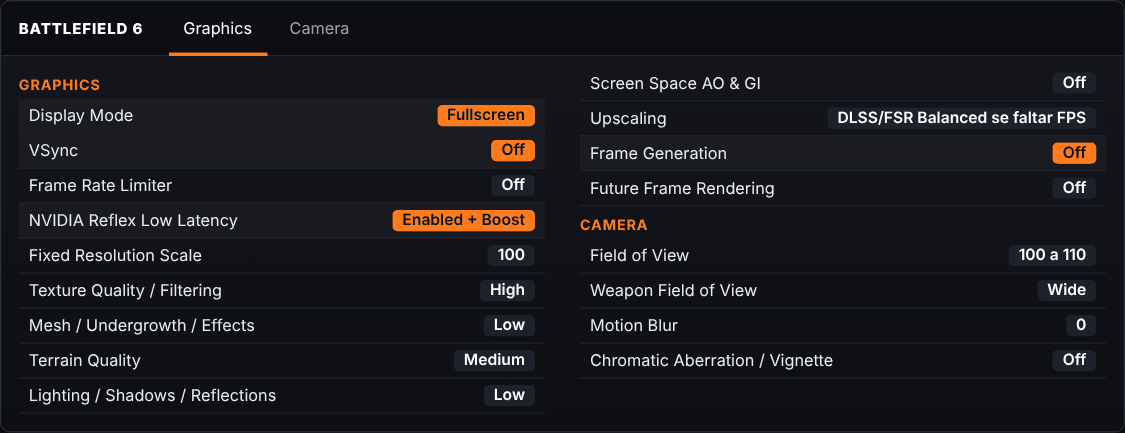 BATTLEFIELD 6 Graphics Camera
GRAPHICS
Display Mode Fullscreen
VSync Off
Frame Rate Limiter Off
NVIDIA Reflex Low Latency Enabled + Boost
Fixed Resolution Scale 100
Texture Quality / Filtering High
Mesh / Undergrowth / Effects Low
Terrain Quality Medium
Lighting / Shadows / Reflections Low
Screen Space AO & GI Off
Upscaling DLSS/FSR Balanced se faltar FPS
Frame Generation Off
Future Frame Rendering Off
CAMERA
Field of View 100 a 110
Weapon Field of View Wide
Motion Blur 0
Chromatic Aberration / Vignette Off